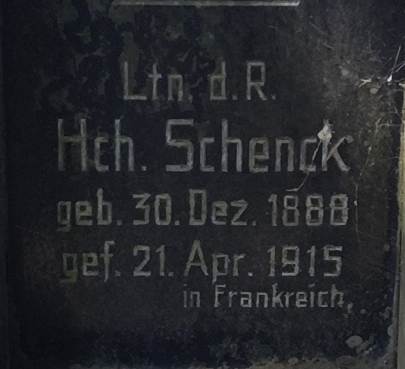 Ltn. d. R.
Hch. Schenck
geb. 30. Dez. 1888
gef. 21. Apr. 1915
in Frankreich.